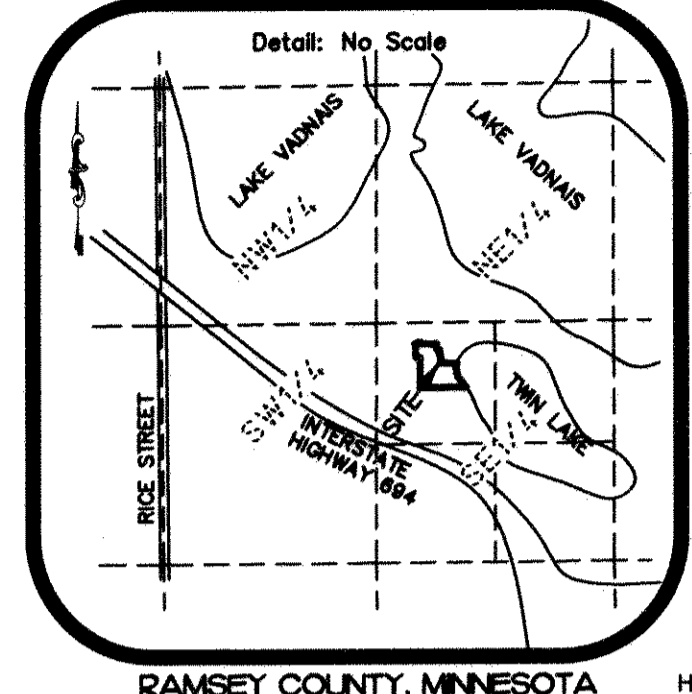 Detail: No Scale
LAKE VADNAIS
LAKE VADNAIS
NW1/4
NE1/4
RICE STREET
SW1/4
INTERSTATE
HIGHWAY 694
SITE
TWIN LAKE
SE1/4
RAMSEY COUNTY, MINNESOTA
H